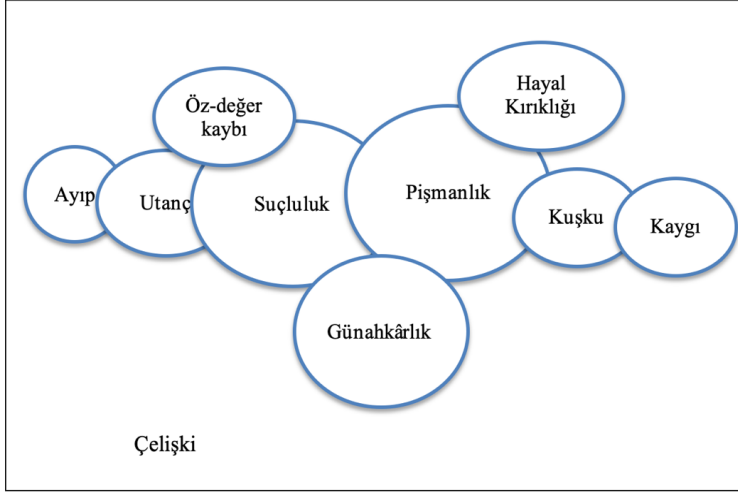 Hayal
Kırıklığı
Öz-değer
kaybı
Ayıp
Utanç
Suçluluk
Pişmanlık
Kuşku
Kaygı
Günahkârlık
Çelişki